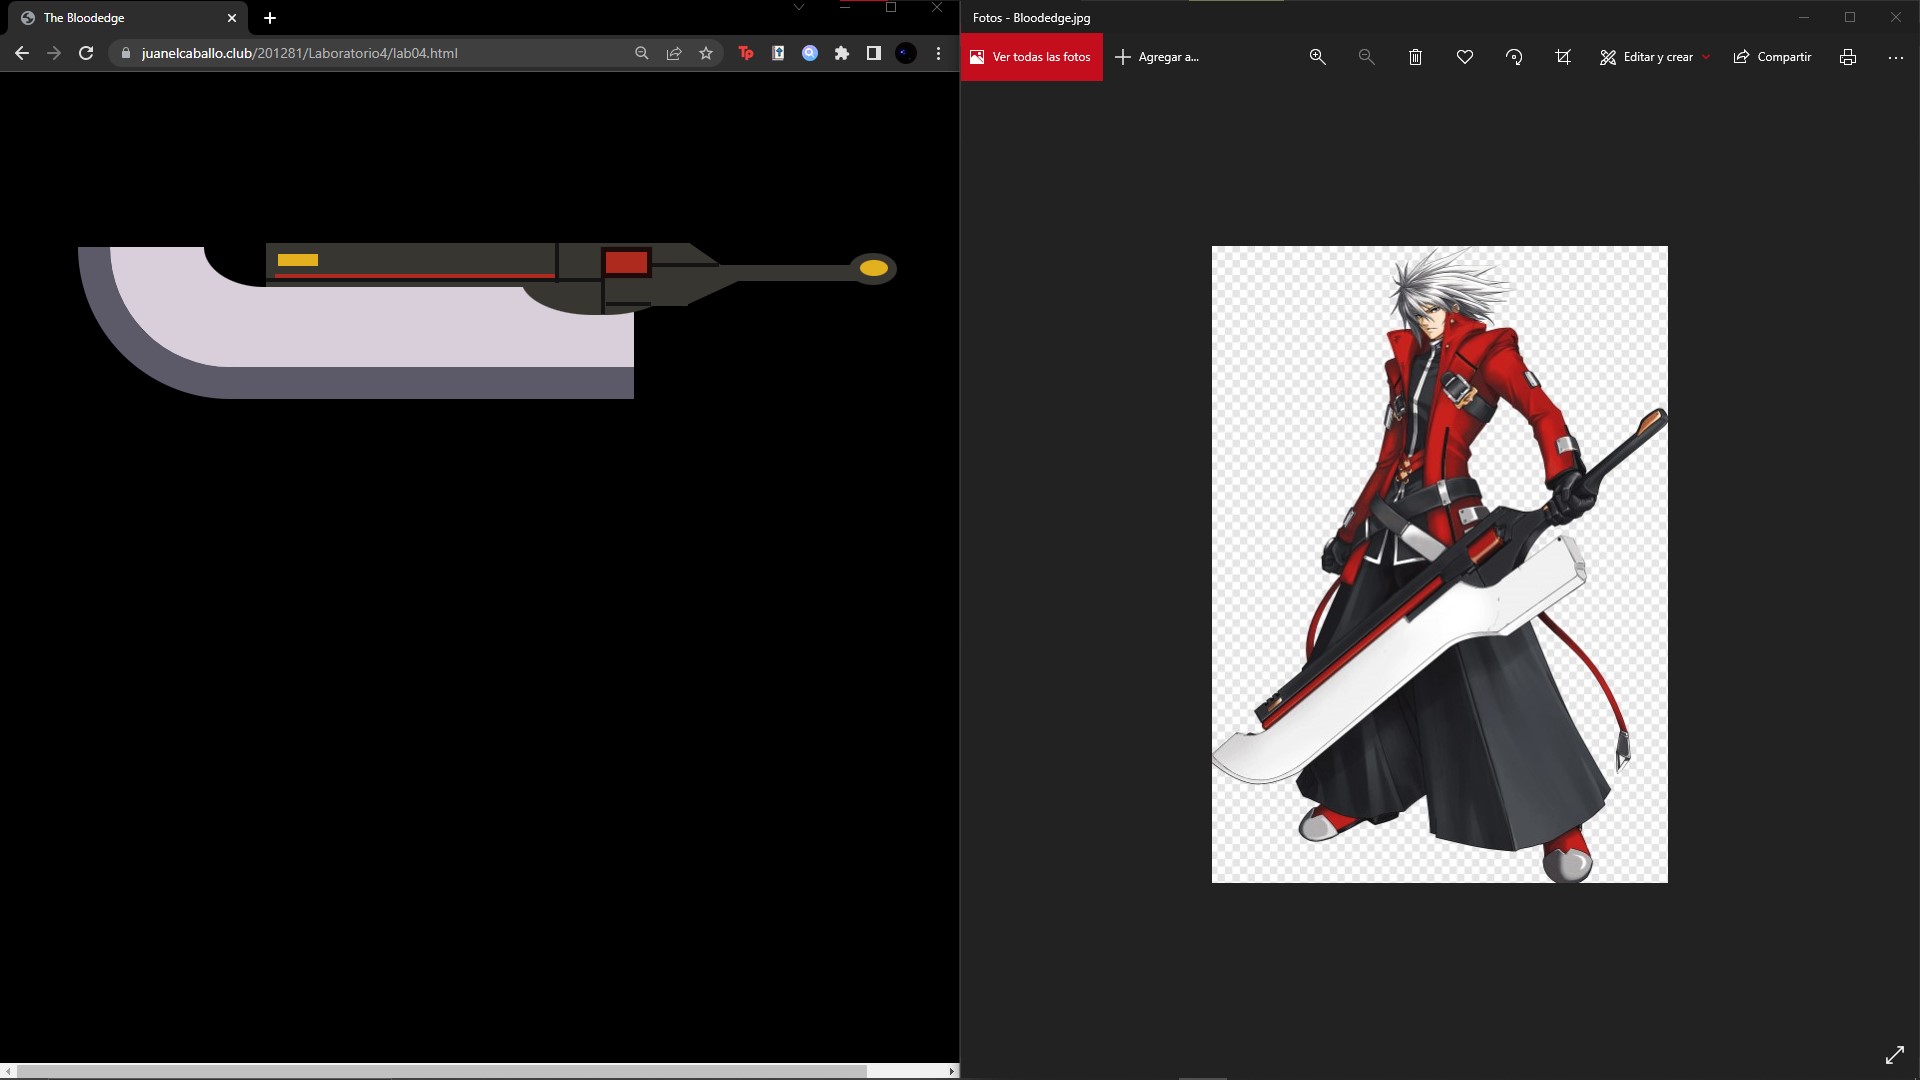 The Bloodedge
juanelcaballo.club/201281/Laboratorio4/lab04.html
Tp
Fotos - Bloodedge.jpg
Ver todas las fotos
Agregar a...
Editar y crear
Compartir